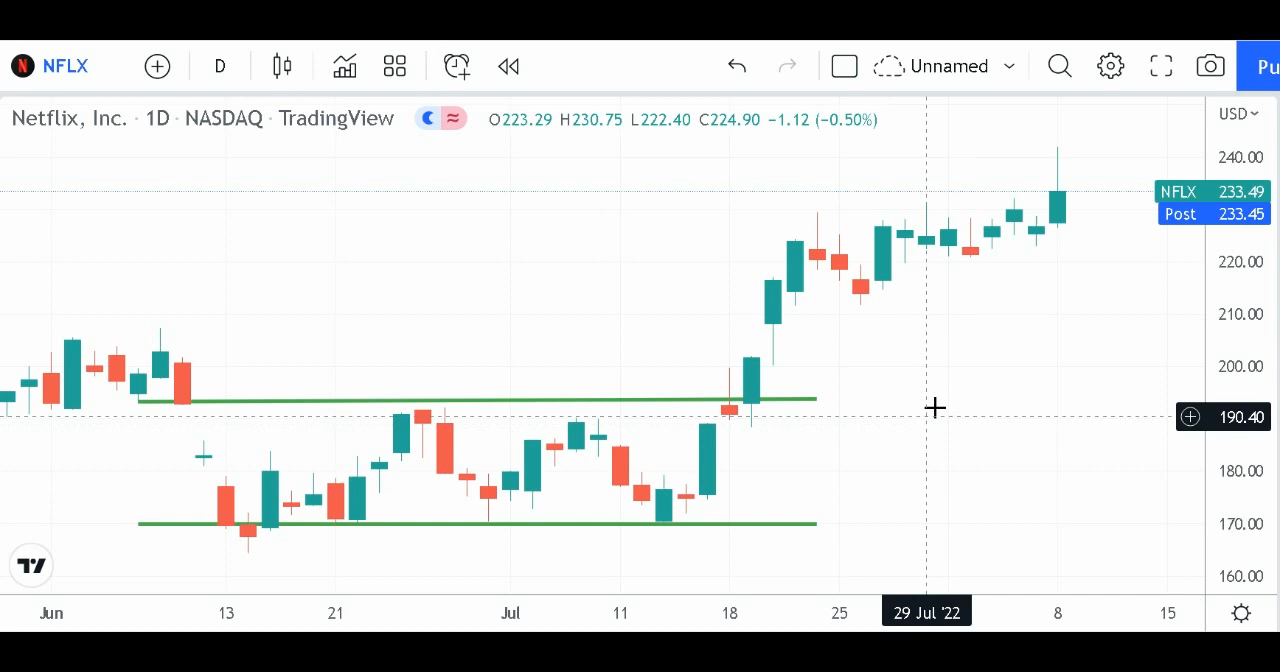 NFLX D Unnamed Pu
Netflix, Inc. · 1D · NASDAQ · TradingView O223.29 H230.75 L222.40 C224.90 −1.12 (−0.50%) USD
240.00
NFLX 233.49
Post 233.45
220.00
210.00
200.00
190.40
180.00
170.00
160.00
Jun 13 21 Jul 11 18 25 29 Jul '22 8 15